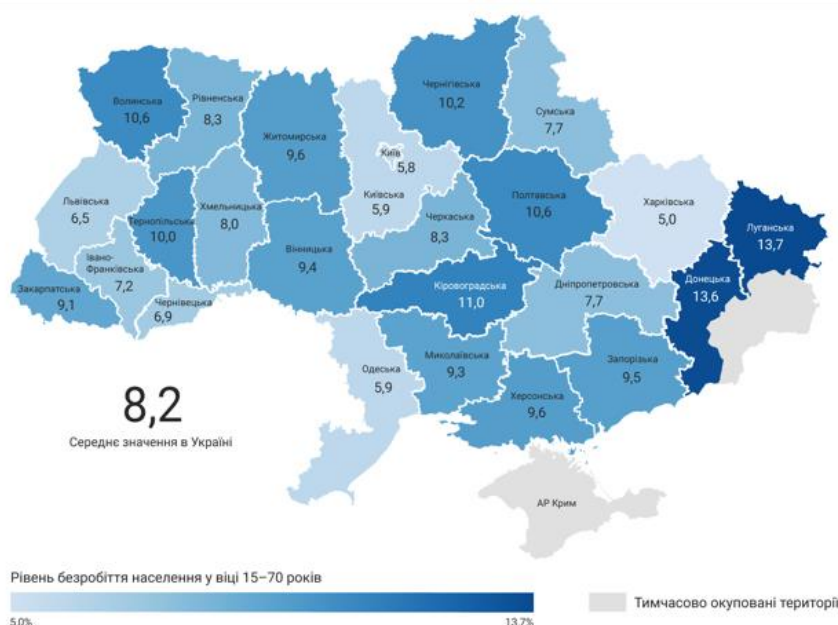 Волинська
10,6
Рівненська
8,3
Житомирська
9,6
Київ
5,8
Київська
5,9
Чернігівська
10,2
Сумська
7,7
Львівська
6,5
Тернопільська
10,0
Хмельницька
8,0
Івано-
Франківська
7,2
Закарпатська
9,1
Чернівецька
6,9
Вінницька
9,4
Черкаська
8,3
Полтавська
10,6
Харківська
5,0
Луганська
13,7
Донецька
13,6
Кіровоградська
11,0
Дніпропетровська
7,7
Одеська
5,9
Миколаївська
9,3
Херсонська
9,6
Запорізька
9,5
АР Крим
8,2
Середнє значення в Україні
Рівень безробіття населення у віці 15–70 років
5.0%
13.7%
Тимчасово окуповані території